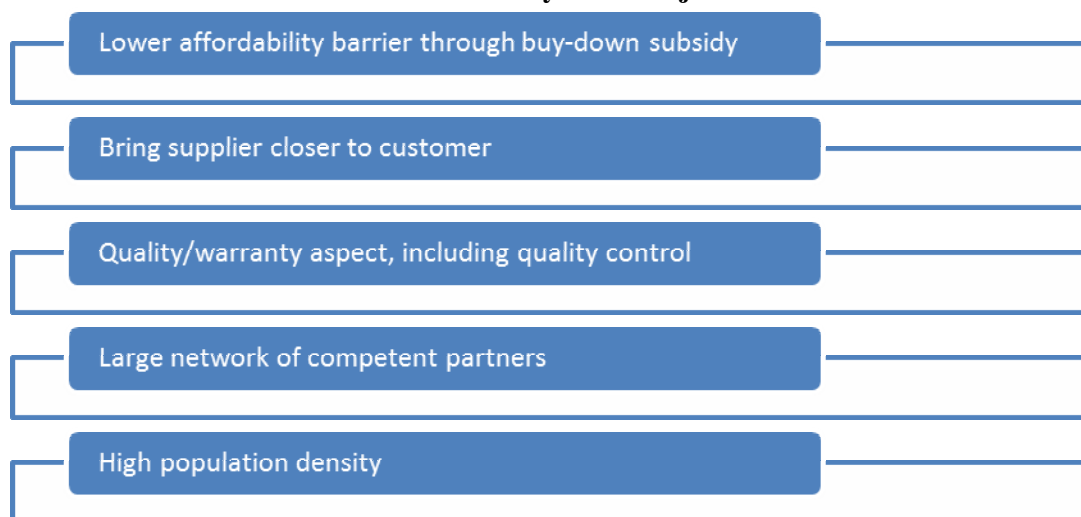 Lower affordability barrier through buy-down subsidy
Bring supplier closer to customer
Quality/warranty aspect, including quality control
Large network of competent partners
High population density